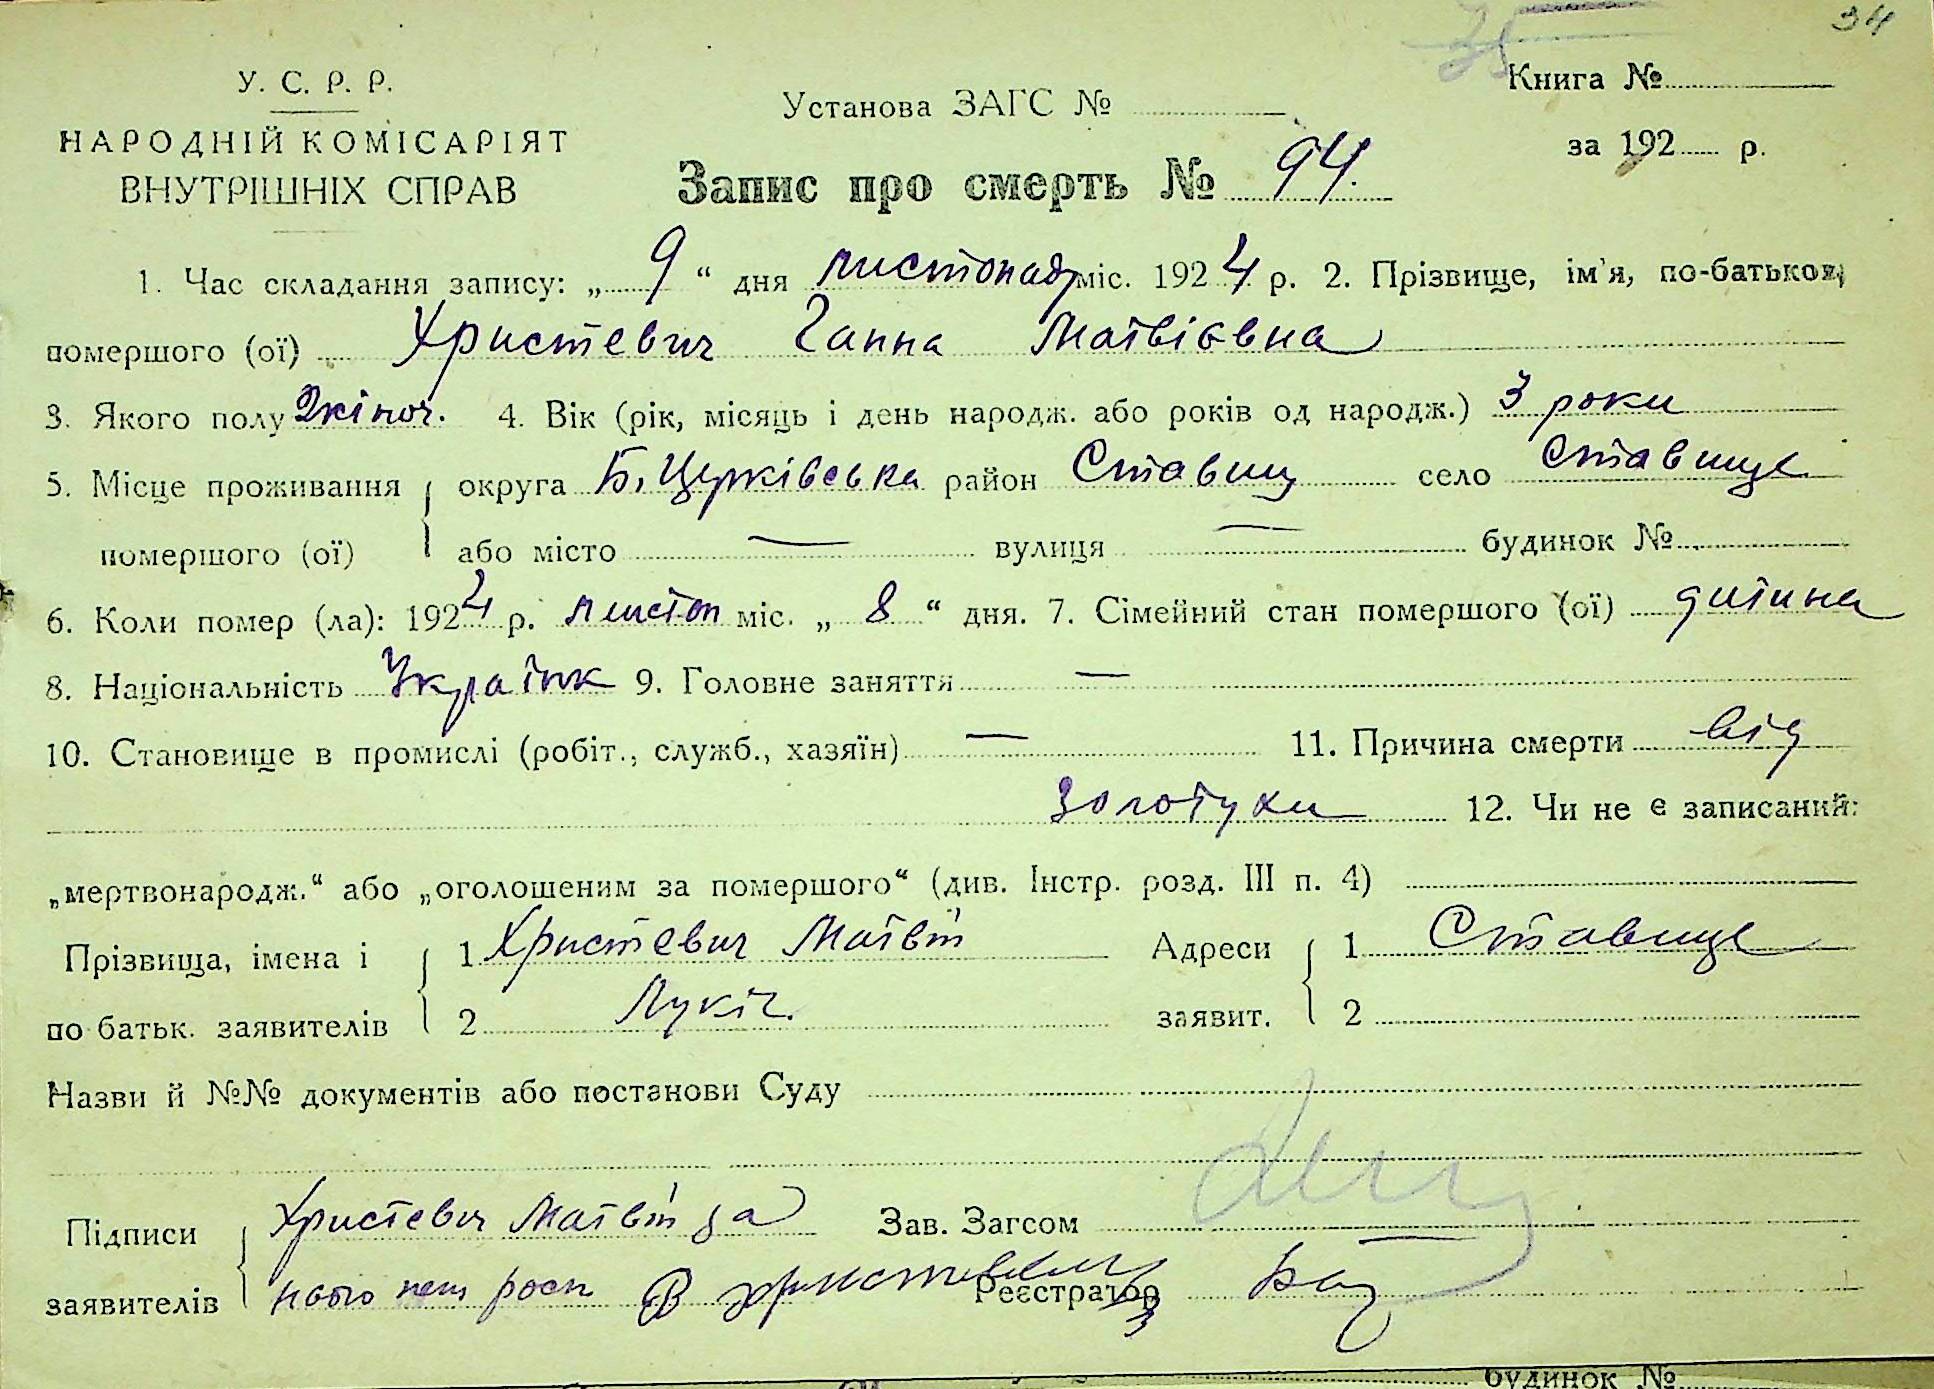 35 34
У. С. Р. Р.
НАРОДНІЙ КОМІСАРІЯТ
ВНУТРІШНІХ СПРАВ
Установа ЗАГС №
Книга №
за 192 р.
Запис про смерть № 94.
1. Час складання запису: „ 9 “ дня листопад міс. 1924 р. 2. Прізвище, ім'я, по-батькові
помершого (ої) Христевич Ганна Матвієвна
3. Якого полу жіноч. 4. Вік (рік, місяць і день народж. або років од народж.) 3 роки
5. Місце проживання округа Б. Церківська район Ставищ село Ставище
помершого (ої) або місто — вулиця — будинок №
6. Коли помер (ла): 1924 р. листоп міс. „ 8 “ дня. 7. Сімейний стан помершого (ої) дитина
8. Національність Українк 9. Головне заняття —
10. Становище в промислі (робіт., служб., хазяїн) — 11. Причина смерти від
золотухи 12. Чи не є записаний:
„мертвонародж.“ або „оголошеним за помершого“ (див. Інстр. розд. III п. 4)
Прізвища, імена і 1 Христевич Матвій Адреси 1 Ставище
по батьк. заявителів 2 Лукіч. заявит. 2
Назви й №№ документів або постанови Суду
Підписи Христевич Матвій за Зав. Загсом
заявителів нього Реєстратор
будинок №